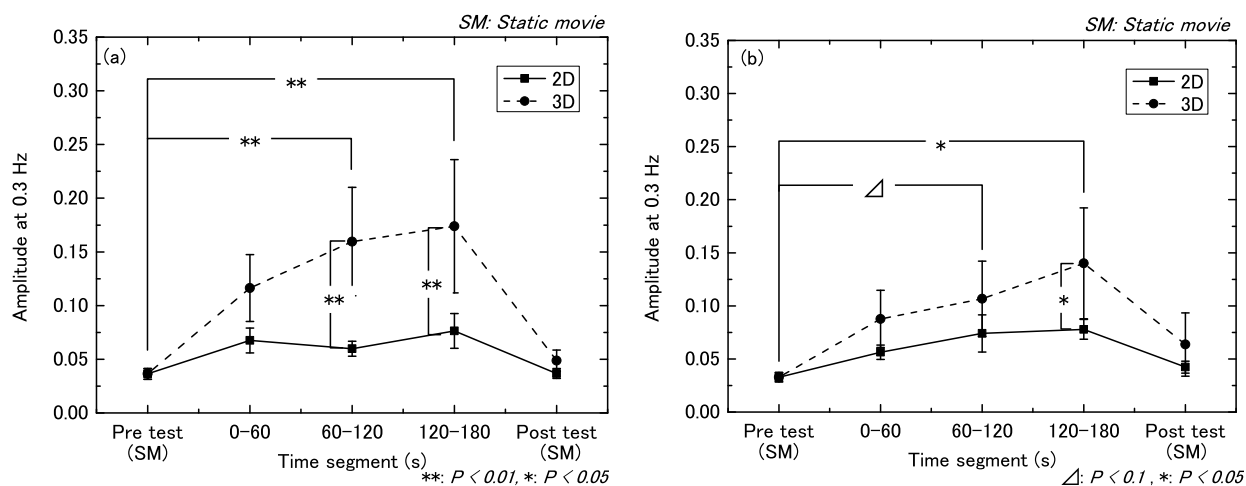 SM: Static movie
(a)
2D
3D
**
**
**
**
0.35
0.30
0.25
0.20
0.15
0.10
0.05
0.00
Amplitude at 0.3 Hz
Pre test (SM)
0-60
60-120
120-180
Post test (SM)
Time segment (s)
**: P < 0.01, *: P < 0.05
SM: Static movie
(b)
2D
3D
*
⊿
*
0.35
0.30
0.25
0.20
0.15
0.10
0.05
0.00
Amplitude at 0.3 Hz
Pre test (SM)
0-60
60-120
120-180
Post test (SM)
Time segment (s)
⊿: P < 0.1 , *: P < 0.05